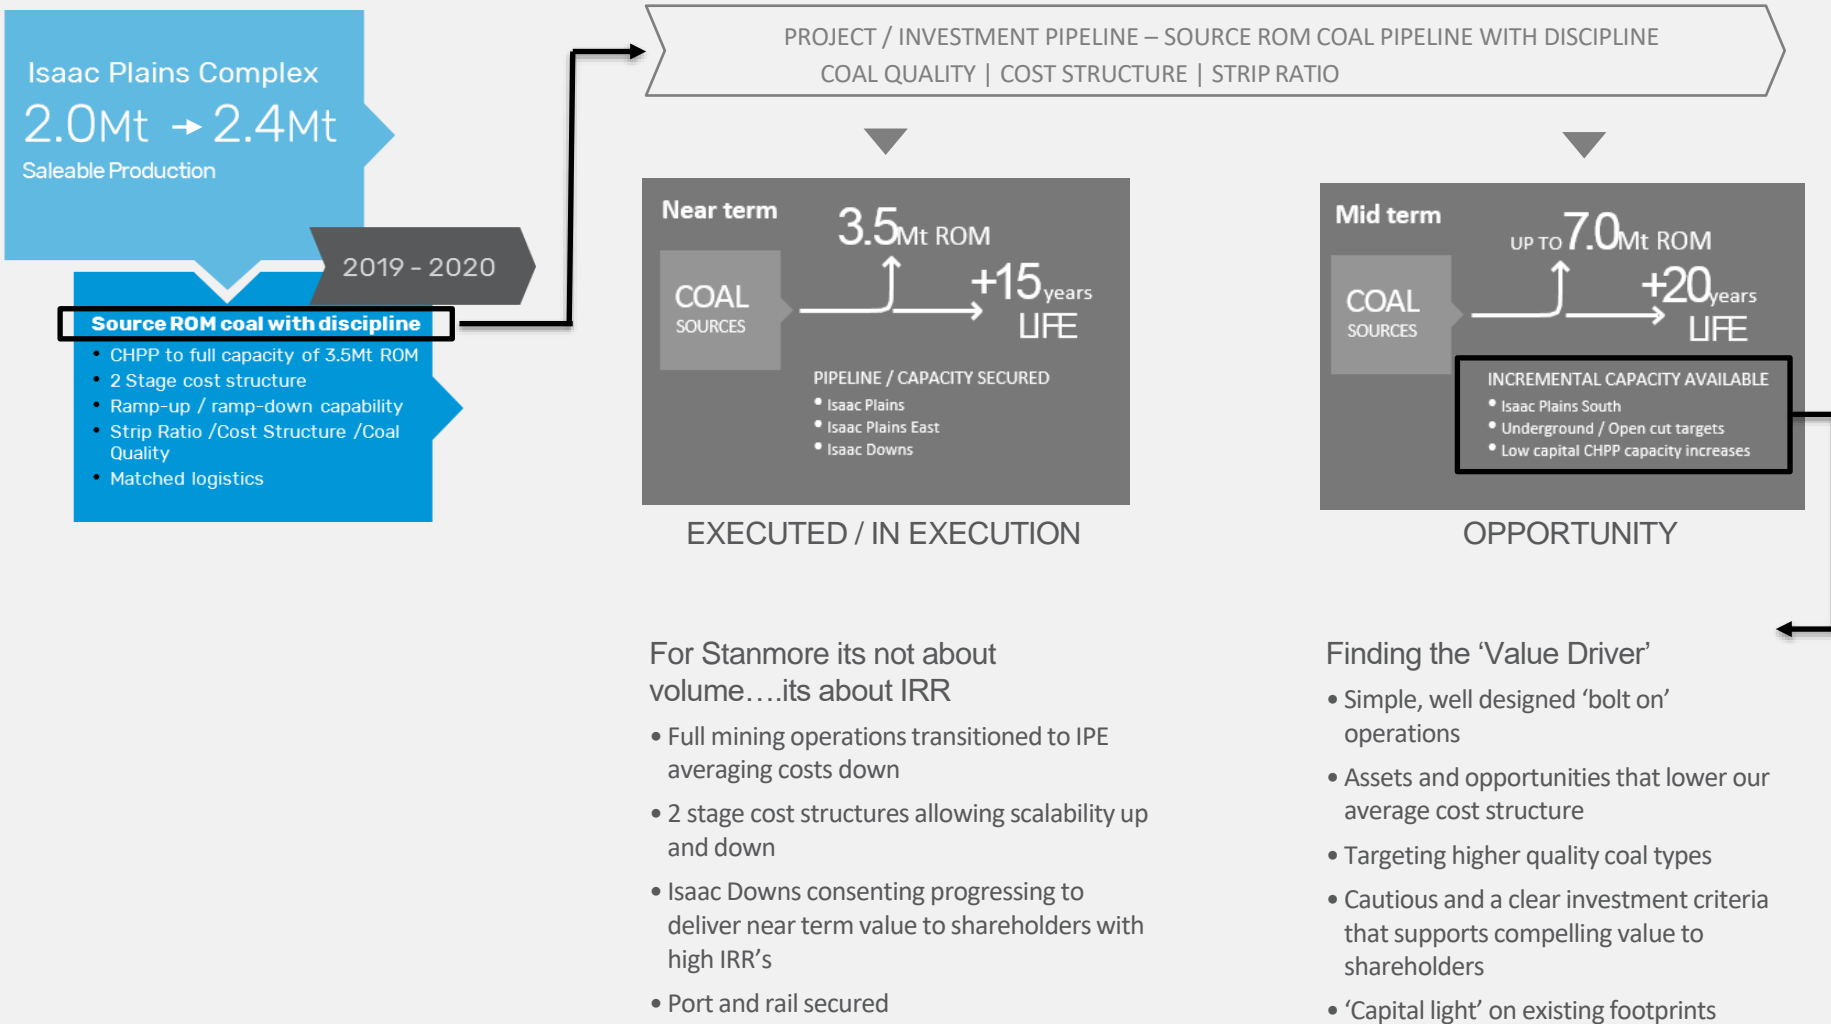 Isaac Plains Complex
2.0Mt → 2.4Mt
Saleable Production
2019 - 2020
Source ROM coal with discipline
• CHPP to full capacity of 3.5Mt ROM
• 2 Stage cost structure
• Ramp-up / ramp-down capability
• Strip Ratio /Cost Structure /Coal
Quality
• Matched logistics
PROJECT / INVESTMENT PIPELINE – SOURCE ROM COAL PIPELINE WITH DISCIPLINE
COAL QUALITY | COST STRUCTURE | STRIP RATIO
Near term
3.5Mt ROM
COAL
SOURCES
+15years
LIFE
PIPELINE / CAPACITY SECURED
• Isaac Plains
• Isaac Plains East
• Isaac Downs
EXECUTED / IN EXECUTION
Mid term
UP TO 7.0Mt ROM
COAL
SOURCES
+20years
LIFE
INCREMENTAL CAPACITY AVAILABLE
• Isaac Plains South
• Underground / Open cut targets
• Low capital CHPP capacity increases
OPPORTUNITY
For Stanmore its not about
volume….its about IRR
• Full mining operations transitioned to IPE
averaging costs down
• 2 stage cost structures allowing scalability up
and down
• Isaac Downs consenting progressing to
deliver near term value to shareholders with
high IRR’s
• Port and rail secured
Finding the ‘Value Driver’
• Simple, well designed ‘bolt on’
operations
• Assets and opportunities that lower our
average cost structure
• Targeting higher quality coal types
• Cautious and a clear investment criteria
that supports compelling value to
shareholders
• ‘Capital light’ on existing footprints